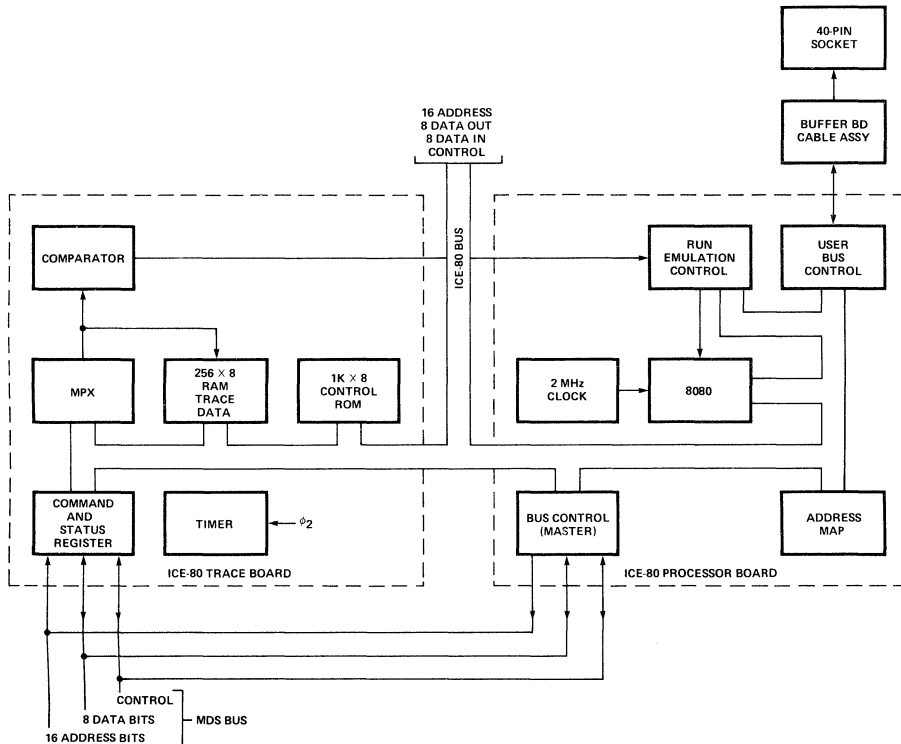 40-PIN
SOCKET
BUFFER BD
CABLE ASSY
16 ADDRESS
8 DATA OUT
8 DATA IN
CONTROL
ICE-80 BUS
COMPARATOR
RUN
EMULATION
CONTROL
USER
BUS
CONTROL
MPX
256 × 8
RAM
TRACE
DATA
1K × 8
CONTROL
ROM
2 MHz
CLOCK
8080
COMMAND
AND
STATUS
REGISTER
TIMER
ϕ2
BUS CONTROL
(MASTER)
ADDRESS
MAP
ICE-80 TRACE BOARD
ICE-80 PROCESSOR BOARD
CONTROL
8 DATA BITS
16 ADDRESS BITS
MDS BUS